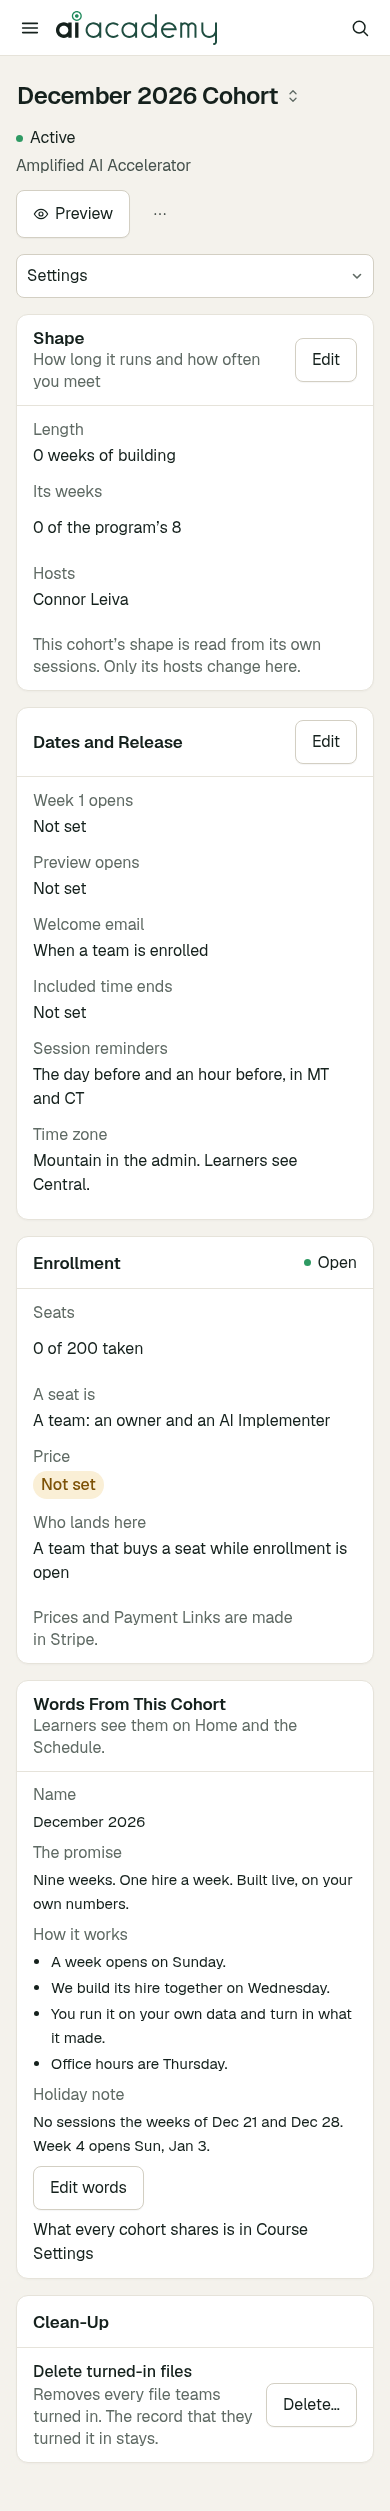 ai academy
December 2026 Cohort
Active
Amplified AI Accelerator
Preview
...
Settings
Shape
How long it runs and how often
you meet
Edit
Length
0 weeks of building
Its weeks
0 of the program's 8
Hosts
Connor Leiva
This cohort's shape is read from its own
sessions. Only its hosts change here.
Dates and Release
Edit
Week 1 opens
Not set
Preview opens
Not set
Welcome email
When a team is enrolled
Included time ends
Not set
Session reminders
The day before and an hour before, in MT
and CT
Time zone
Mountain in the admin. Learners see
Central.
Enrollment
Open
Seats
0 of 200 taken
A seat is
A team: an owner and an AI Implementer
Price
Not set
Who lands here
A team that buys a seat while enrollment is
open
Prices and Payment Links are made
in Stripe.
Words From This Cohort
Learners see them on Home and the
Schedule.
Name
December 2026
The promise
Nine weeks. One hire a week. Built live, on your
own numbers.
How it works
• A week opens on Sunday.
• We build its hire together on Wednesday.
• You run it on your own data and turn in what
it made.
• Office hours are Thursday.
Holiday note
No sessions the weeks of Dec 21 and Dec 28.
Week 4 opens Sun, Jan 3.
Edit words
What every cohort shares is in Course
Settings
Clean-Up
Delete turned-in files
Removes every file teams
turned in. The record that they
turned it in stays.
Delete...